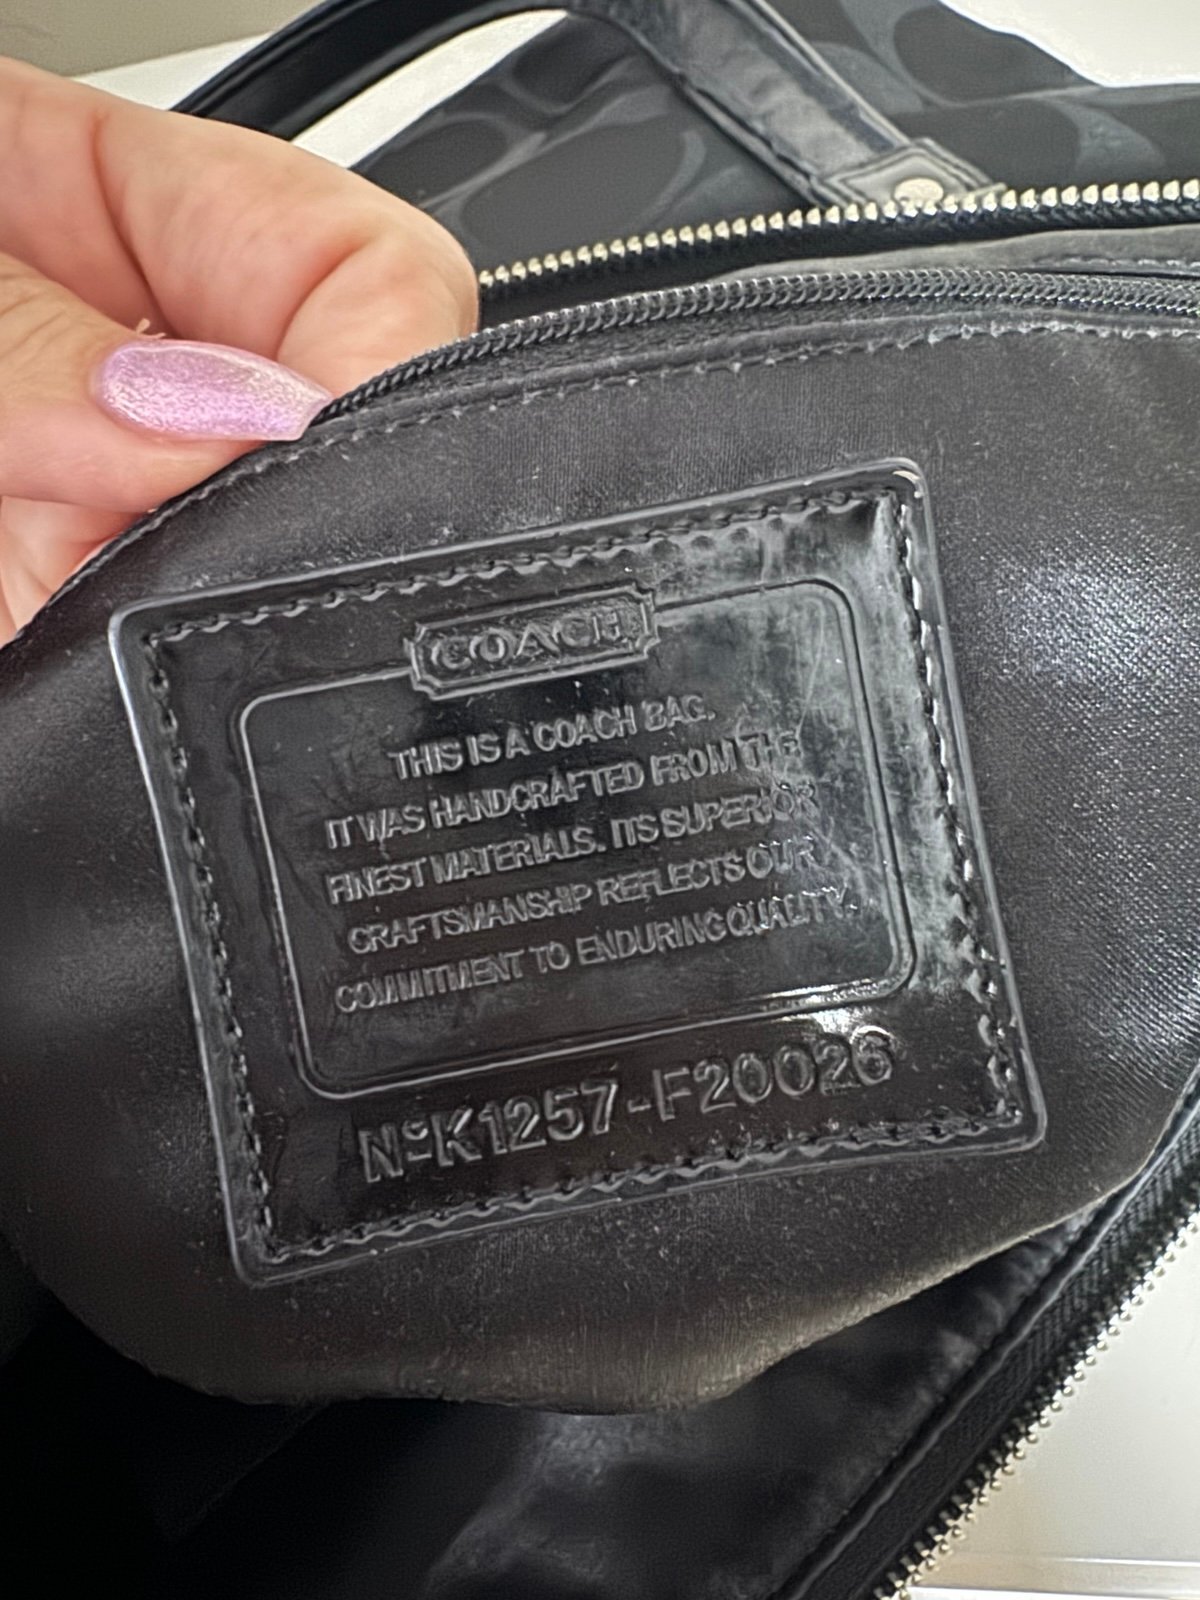 COACH
THIS IS A COACH BAG.
IT WAS HANDCRAFTED FROM THE
FINEST MATERIALS. ITS SUPERIOR
CRAFTSMANSHIP REFLECTS OUR
COMMITMENT TO ENDURING QUALITY.
Nº K1257-F20026